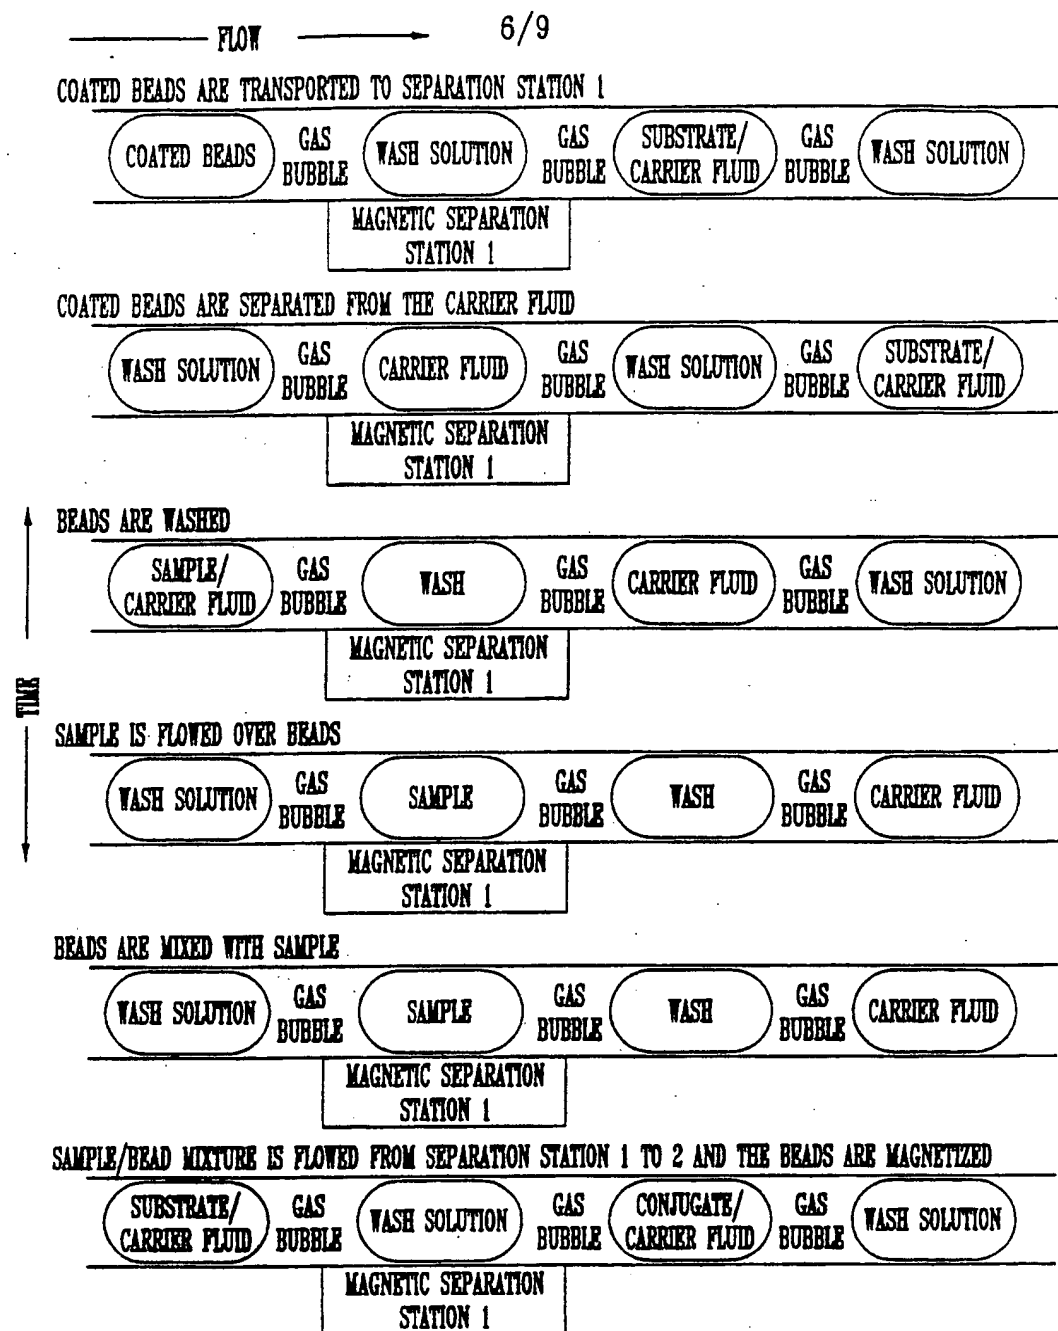 FLOW
6/9
COATED BEADS ARE TRANSPORTED TO SEPARATION STATION 1
COATED BEADS GAS BUBBLE WASH SOLUTION GAS BUBBLE SUBSTRATE/ CARRIER FLUID GAS BUBBLE WASH SOLUTION
MAGNETIC SEPARATION
STATION 1
COATED BEADS ARE SEPARATED FROM THE CARRIER FLUID
WASH SOLUTION GAS BUBBLE CARRIER FLUID GAS BUBBLE WASH SOLUTION GAS BUBBLE SUBSTRATE/ CARRIER FLUID
MAGNETIC SEPARATION
STATION 1
BEADS ARE WASHED
SAMPLE/ CARRIER FLUID GAS BUBBLE WASH GAS BUBBLE CARRIER FLUID GAS BUBBLE WASH SOLUTION
MAGNETIC SEPARATION
STATION 1
TIME
SAMPLE IS FLOWED OVER BEADS
WASH SOLUTION GAS BUBBLE SAMPLE GAS BUBBLE WASH GAS BUBBLE CARRIER FLUID
MAGNETIC SEPARATION
STATION 1
BEADS ARE MIXED WITH SAMPLE
WASH SOLUTION GAS BUBBLE SAMPLE GAS BUBBLE WASH GAS BUBBLE CARRIER FLUID
MAGNETIC SEPARATION
STATION 1
SAMPLE/BEAD MIXTURE IS FLOWED FROM SEPARATION STATION 1 TO 2 AND THE BEADS ARE MAGNETIZED
SUBSTRATE/ CARRIER FLUID GAS BUBBLE WASH SOLUTION GAS BUBBLE CONJUGATE/ CARRIER FLUID GAS BUBBLE WASH SOLUTION
MAGNETIC SEPARATION
STATION 1